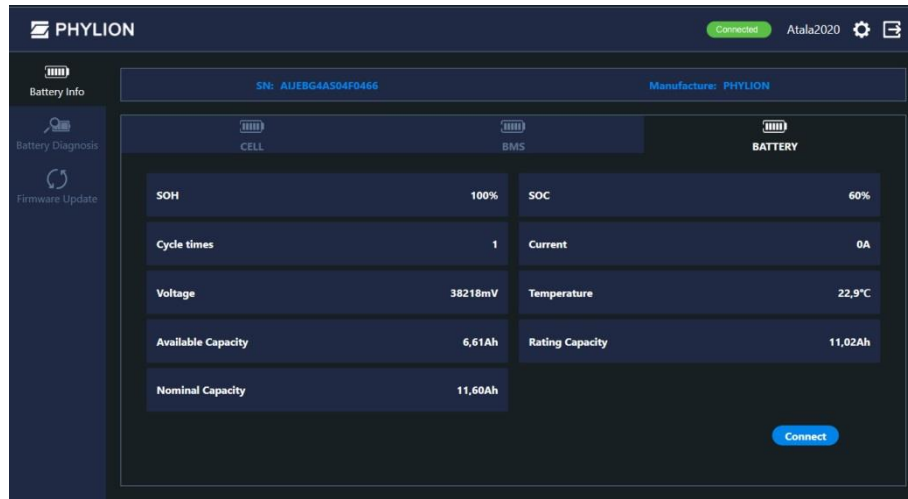 PHYLION
Connected Atala2020
Battery Info
Battery Diagnosis
Firmware Update
SN: AIJEBG4AS04F0466 Manufacture: PHYLION
CELL BMS BATTERY
SOH 100% SOC 60%
Cycle times 1 Current 0A
Voltage 38218mV Temperature 22,9°C
Available Capacity 6,61Ah Rating Capacity 11,02Ah
Nominal Capacity 11,60Ah
Connect